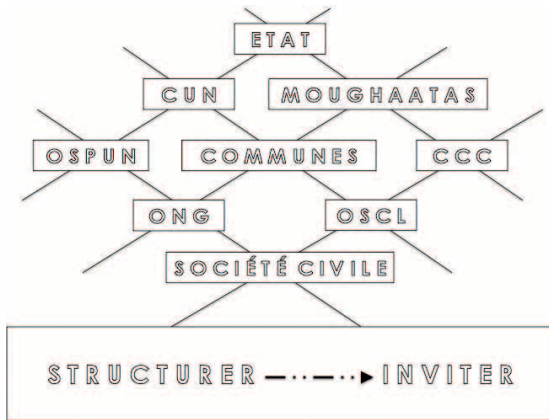 ETAT
CUN MOUGHAATAS
OSPUN COMMUNES CCC
ONG OSCL
SOCIÉTÉ CIVILE
STRUCTURER INVITER